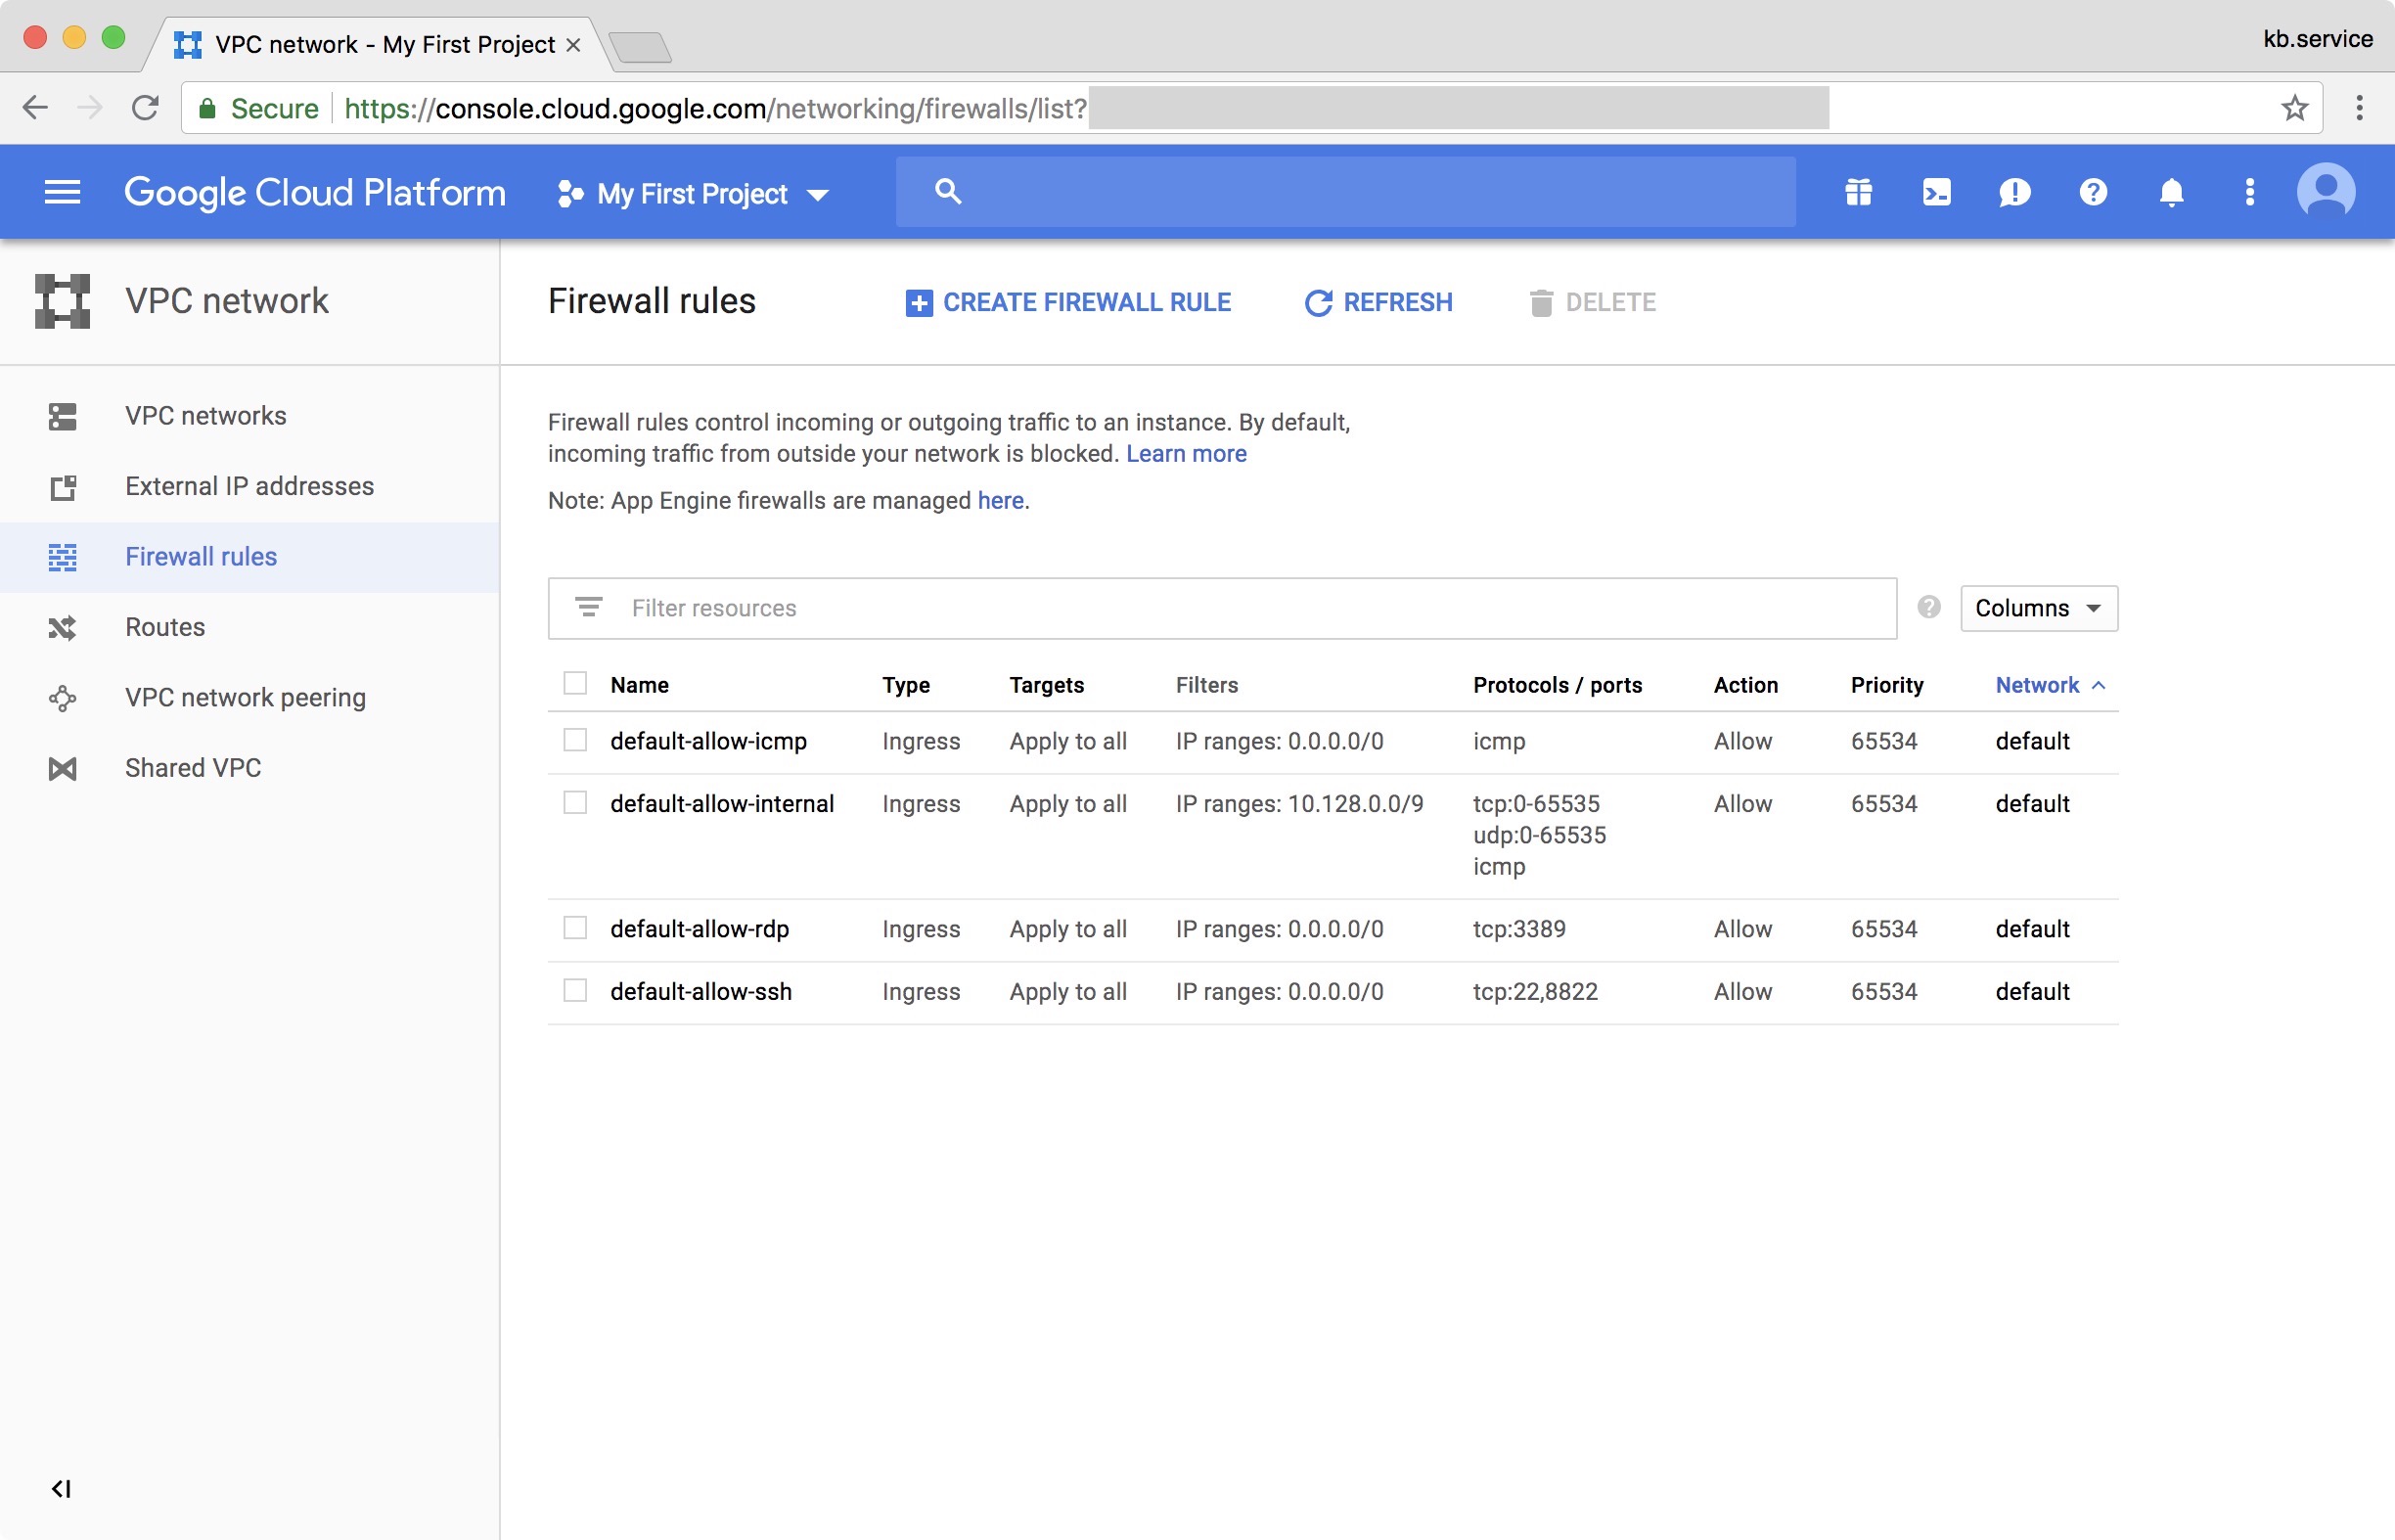 VPC network - My First Project
kb.service
Secure https://console.cloud.google.com/networking/firewalls/list?
Google Cloud Platform My First Project
VPC network
Firewall rules CREATE FIREWALL RULE REFRESH DELETE
VPC networks
External IP addresses
Firewall rules
Routes
VPC network peering
Shared VPC
Firewall rules control incoming or outgoing traffic to an instance. By default,
incoming traffic from outside your network is blocked. Learn more
Note: App Engine firewalls are managed here.
Filter resources Columns
Name Type Targets Filters Protocols / ports Action Priority Network
default-allow-icmp Ingress Apply to all IP ranges: 0.0.0.0/0 icmp Allow 65534 default
default-allow-internal Ingress Apply to all IP ranges: 10.128.0.0/9 tcp:0-65535 Allow 65534 default
udp:0-65535
icmp
default-allow-rdp Ingress Apply to all IP ranges: 0.0.0.0/0 tcp:3389 Allow 65534 default
default-allow-ssh Ingress Apply to all IP ranges: 0.0.0.0/0 tcp:22,8822 Allow 65534 default